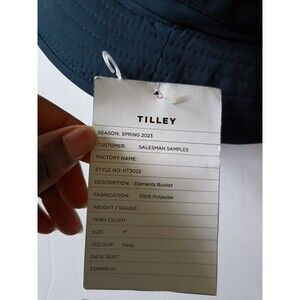 TILLEY
SEASON: SPRING 2023
CUSTOMER: SALESMAN SAMPLES
FACTORY NAME:
STYLE NO HT3022
DESCRIPTION: Elements Bucket
FABRICATION: 100% Polyester
WEIGHT / GAUGE:
YARN COUNT:
SIZE: M
COLOUR: navy
DATE SENT:
COMMENT: